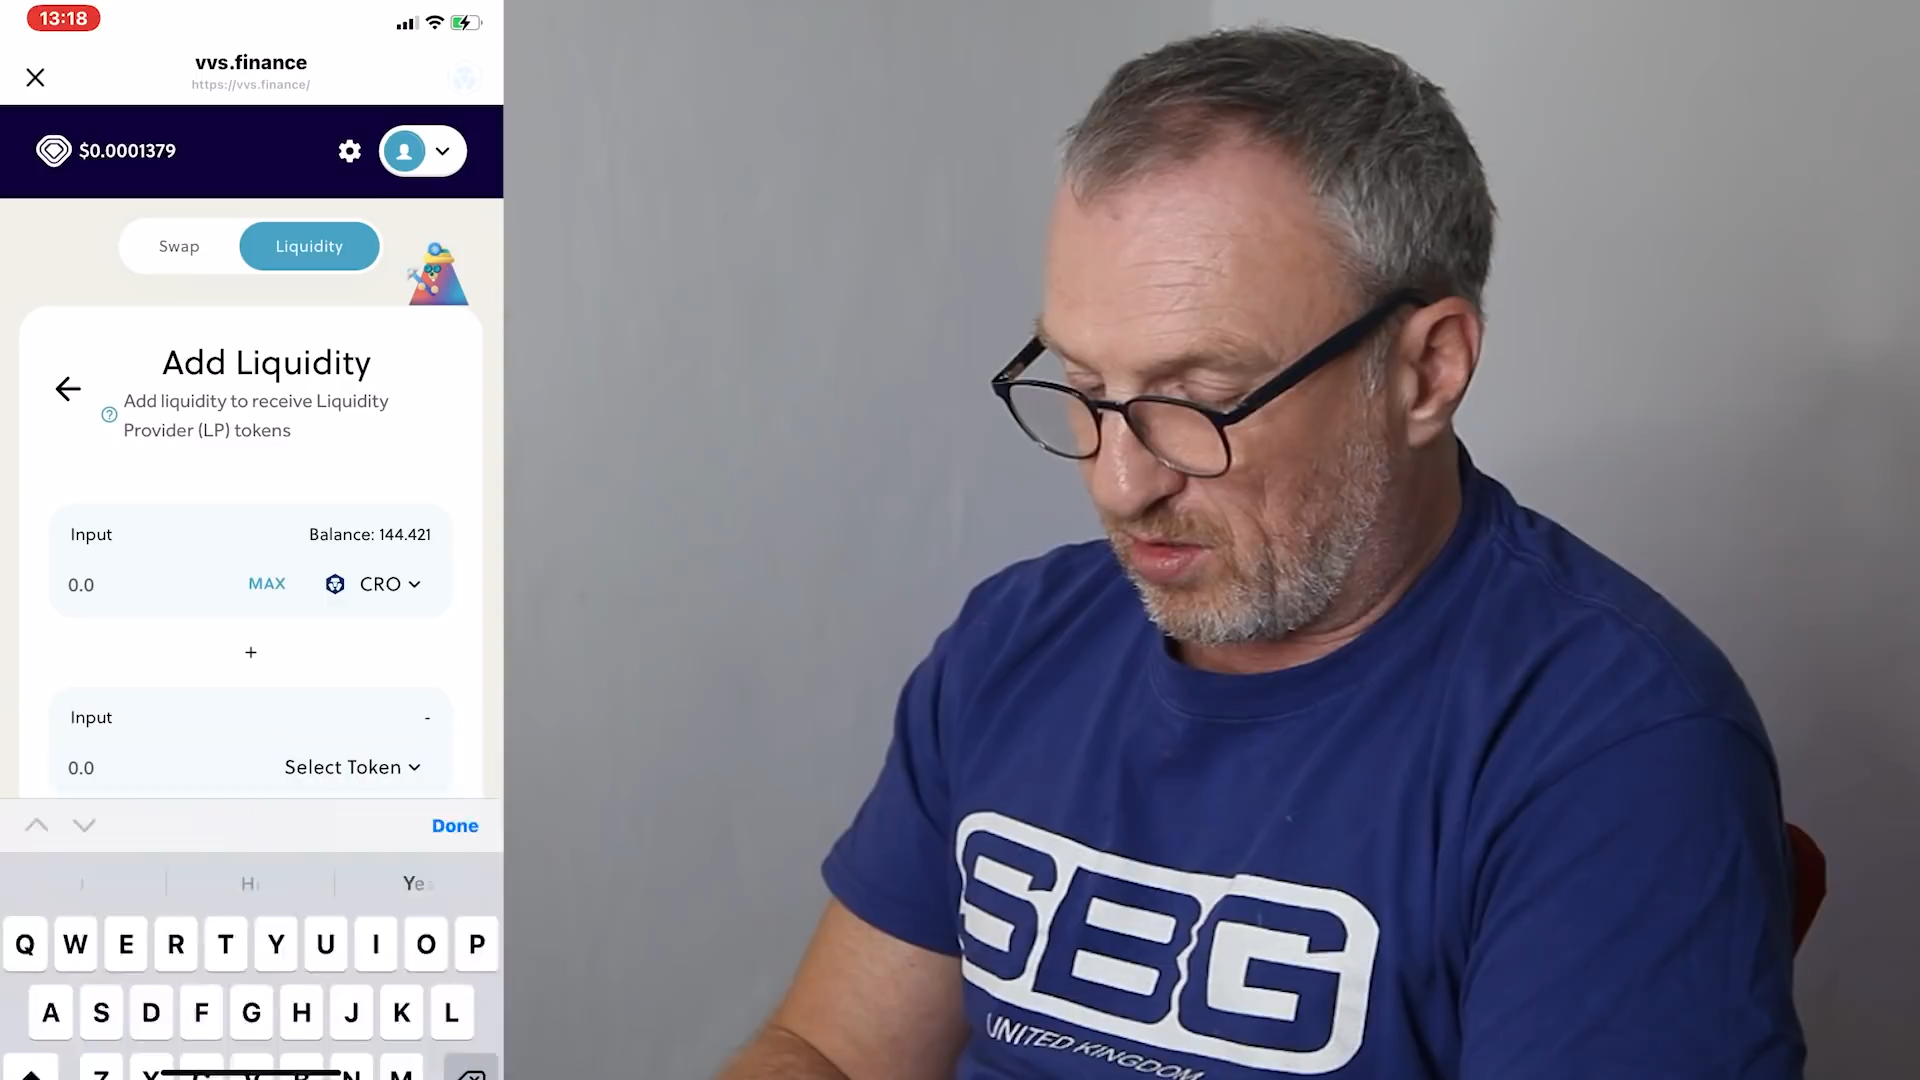 13:18
vvs.finance
https://vvs.finance/
$0.0001379
Swap
Liquidity
Add Liquidity
Add liquidity to receive Liquidity
Provider (LP) tokens
Input
Balance: 144.421
0.0
MAX
CRO
+
Input
-
0.0
Select Token
Done
Q W E R T Y U I O P
A S D F G H J K L
Z X C V B N M
SBG
UNITED KINGDOM